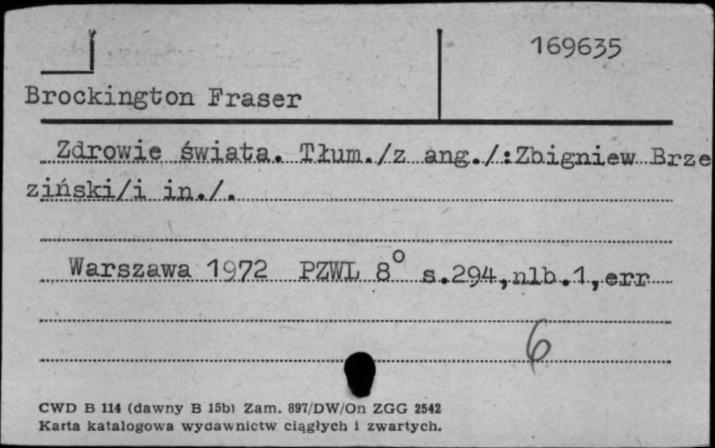 169635
Brockington Fraser
Zdrowie świata. Tłum./z ang./:Zbigniew Brze
ziński/i in./.
Warszawa 1972 PZWL 8° s.294,nlb.1,err
6
CWD B 114 (dawny B 15b) Zam. 897/DW/On ZGG 2542
Karta katalogowa wydawnictw ciągłych i zwartych.